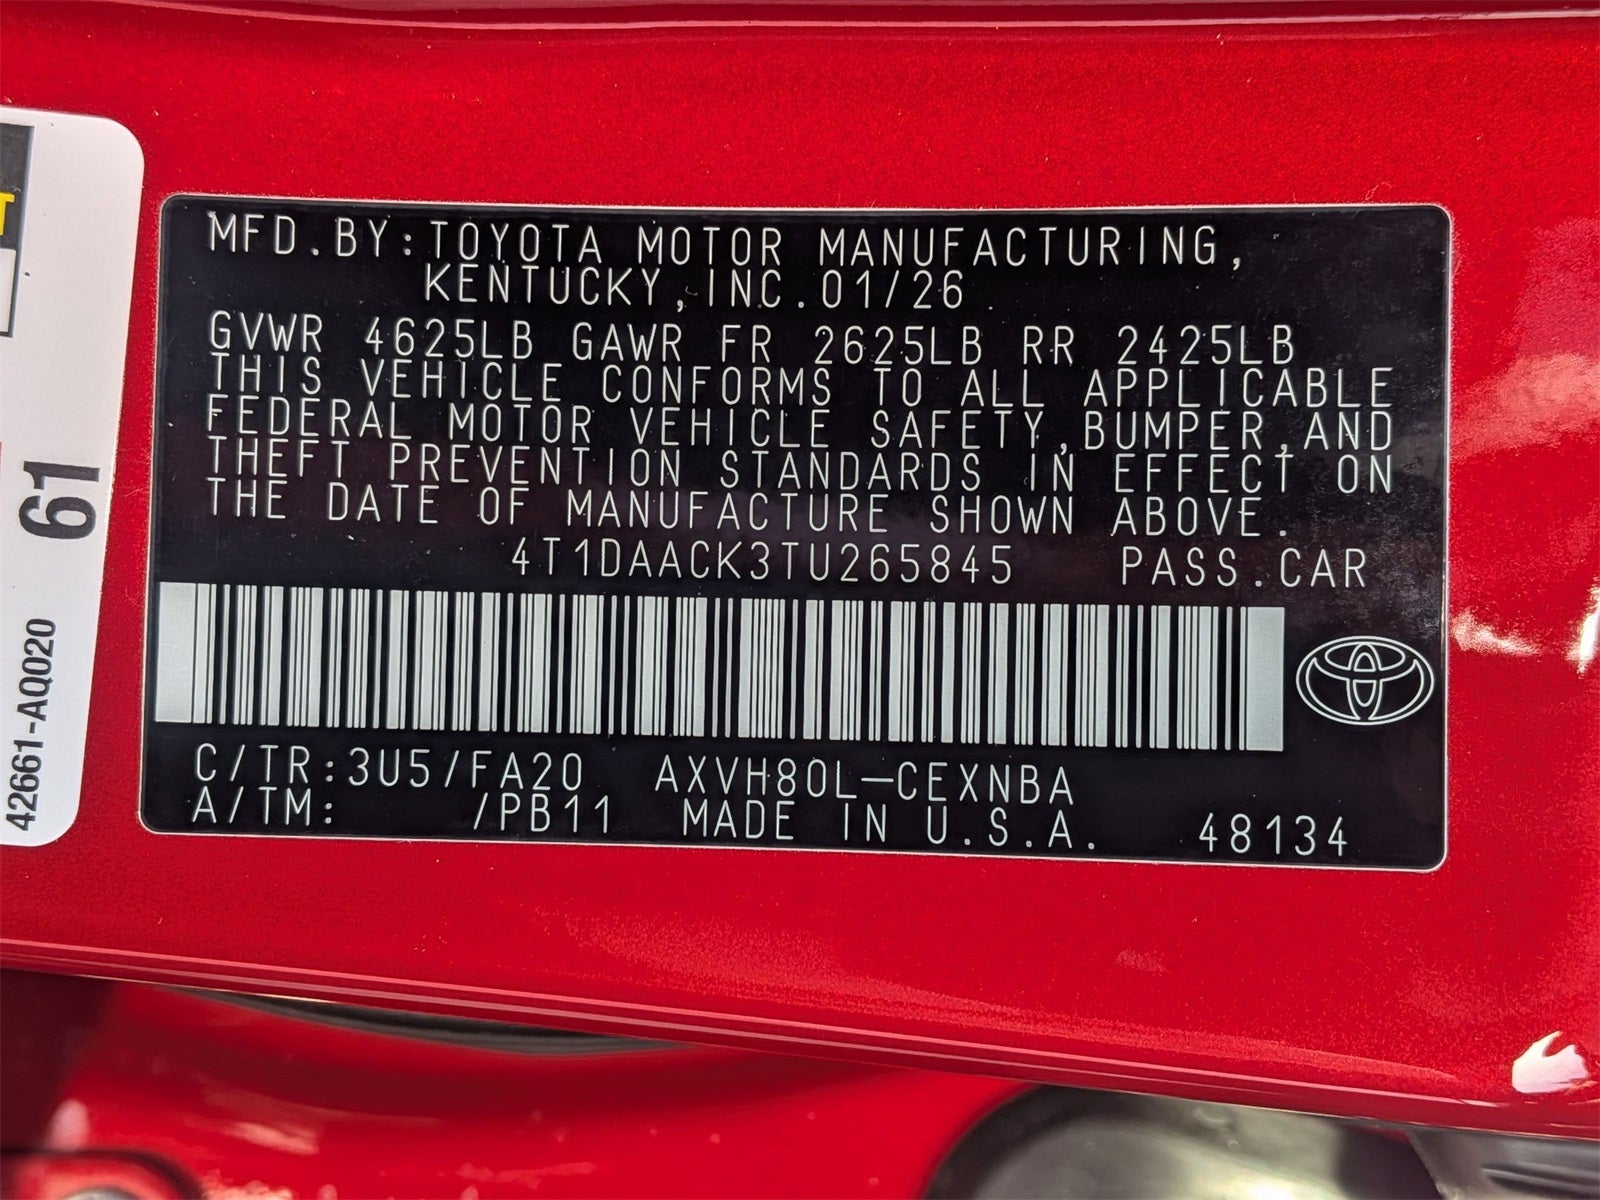 MFD.BY:TOYOTA MOTOR MANUFACTURING,
KENTUCKY,INC.01/26
GVWR 4625LB GAWR FR 2625LB RR 2425LB
THIS VEHICLE CONFORMS TO ALL APPLICABLE
FEDERAL MOTOR VEHICLE SAFETY,BUMPER,AND
THEFT PREVENTION STANDARDS IN EFFECT ON
THE DATE OF MANUFACTURE SHOWN ABOVE.
4T1DAACK3TU265845 PASS.CAR
C/TR:3U5/FA20 AXVH80L-CEXNBA
A/TM: /PB11 MADE IN U.S.A. 48134
T
61
42661-AQ020